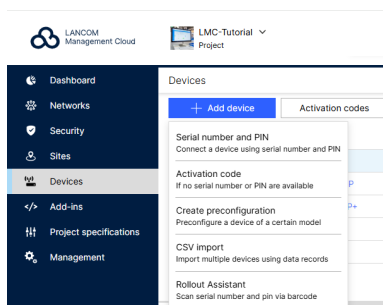 LANCOM
Management Cloud
LMC-Tutorial
Project
Dashboard
Networks
Security
Sites
Devices
Add-ins
Project specifications
Management
Devices
+ Add device
Activation codes
Serial number and PIN
Connect a device using serial number and PIN
Activation code
If no serial number or PIN are available
Create preconfiguration
Preconfigure a device of a certain model
CSV import
Import multiple devices using data records
Rollout Assistant
Scan serial number and pin via barcode
P
P+